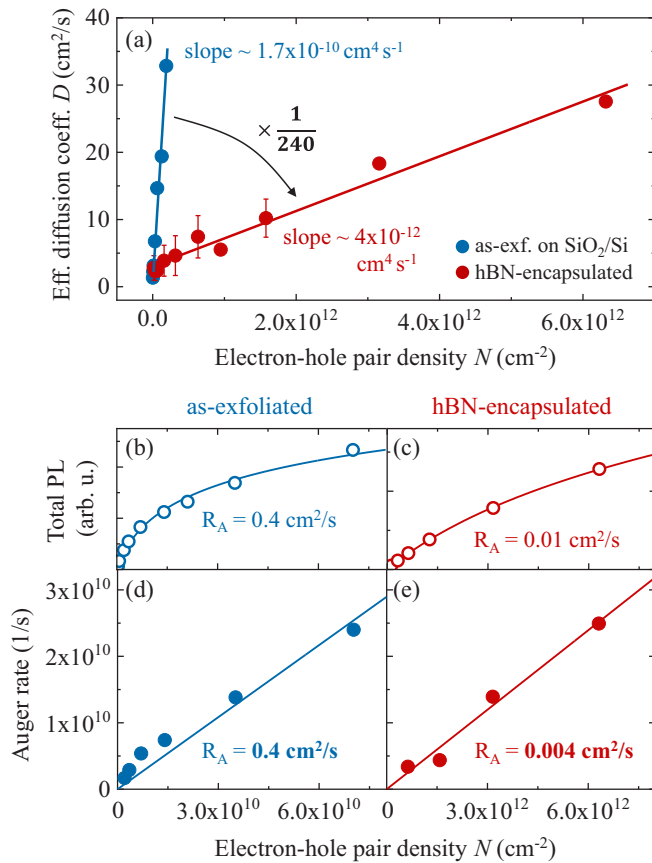 (a)
slope ~ 1.7x10⁻¹⁰ cm⁴ s⁻¹
× 1/240
slope ~ 4x10⁻¹²
cm⁴ s⁻¹
as-exf. on SiO₂/Si
hBN-encapsulated
Eff. diffusion coeff. D (cm²/s)
40
30
20
10
0
0.0
2.0x10¹²
4.0x10¹²
6.0x10¹²
Electron-hole pair density N (cm⁻²)
as-exfoliated
hBN-encapsulated
Total PL
(arb. u.)
(b)
R_A = 0.4 cm²/s
(c)
R_A = 0.01 cm²/s
Auger rate (1/s)
3x10¹⁰
2x10¹⁰
1x10¹⁰
0
(d)
R_A = 0.4 cm²/s
(e)
R_A = 0.004 cm²/s
0
3.0x10¹⁰
6.0x10¹⁰
0
3.0x10¹²
6.0x10¹²
Electron-hole pair density N (cm⁻²)